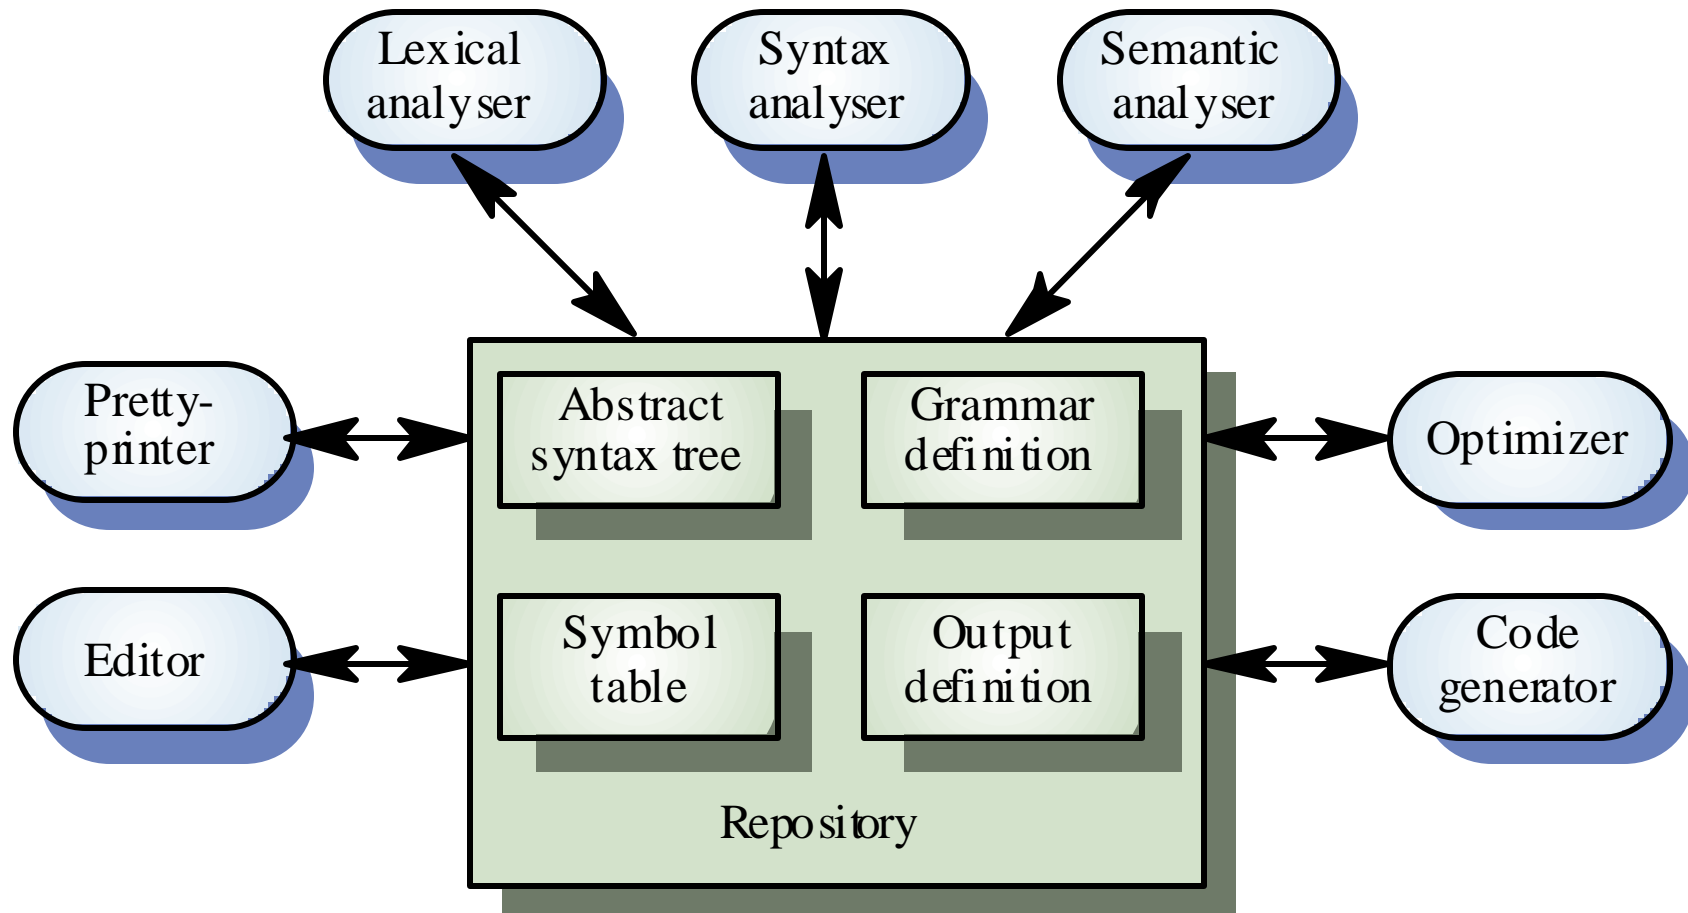 Lexical
analyser
Syntax
analyser
Semantic
analyser
Pretty-
printer
Abstract
syntax tree
Grammar
definition
Optimizer
Editor
Symbol
table
Output
definition
Code
generator
Repository